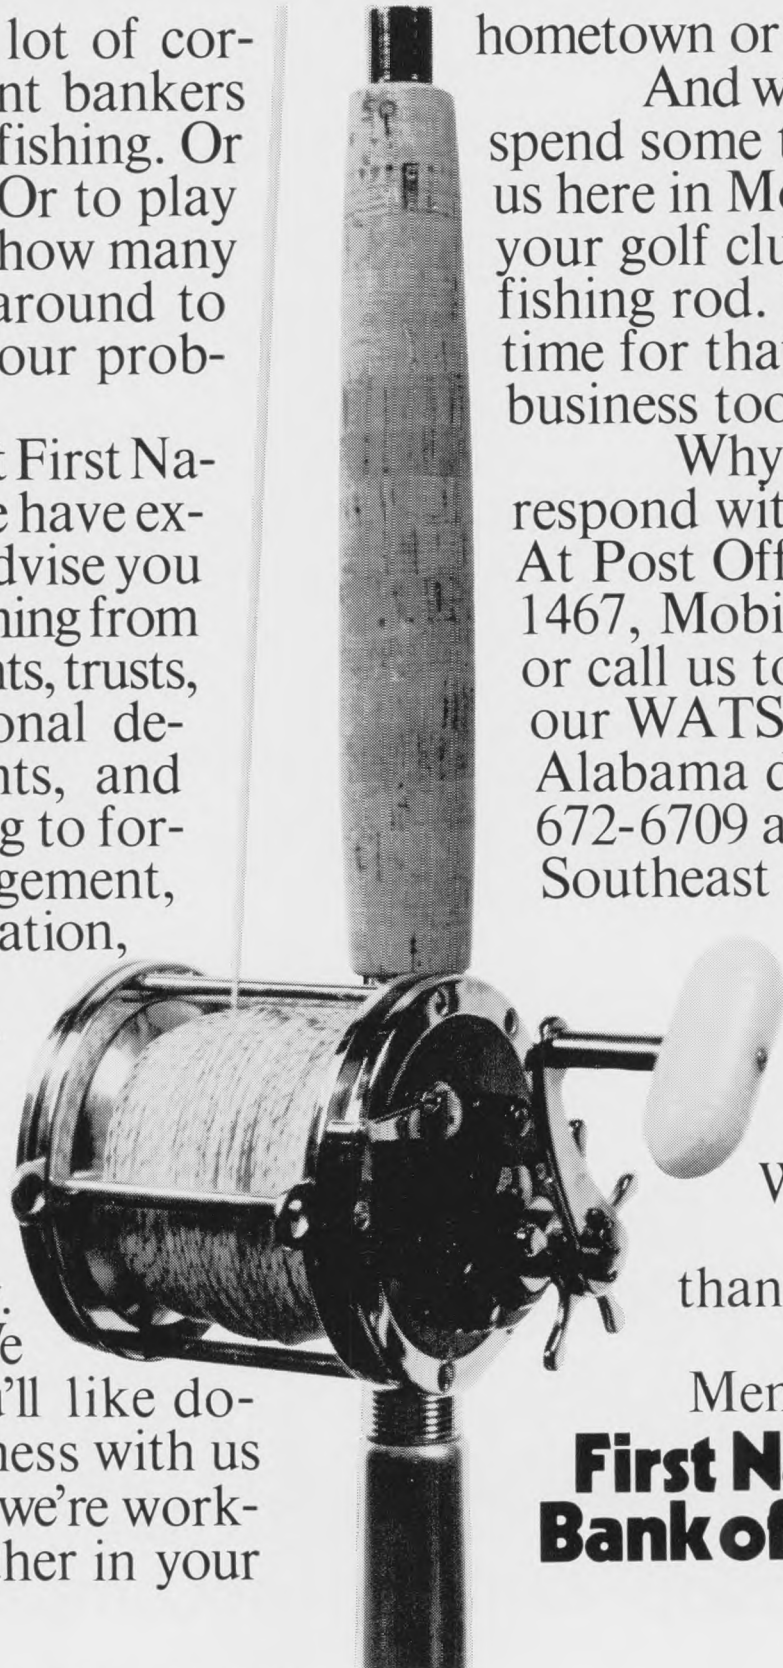 lot of cor-
nt bankers
fishing. Or
Or to play
how many
around to
our prob-
t First Na-
e have ex-
dvise you
ning from
nts, trusts,
onal de-
nts, and
g to for-
gement,
ation,
.
e
u'll like do-
ness with us
we're work-
ther in your
hometown or
And w
spend some t
us here in Mo
your golf clu
fishing rod.
time for that
business too
Why
respond wit
At Post Off
1467, Mobi
or call us to
our WATS
Alabama d
672-6709 a
Southeast
W
than
Mem
First N
Bank of